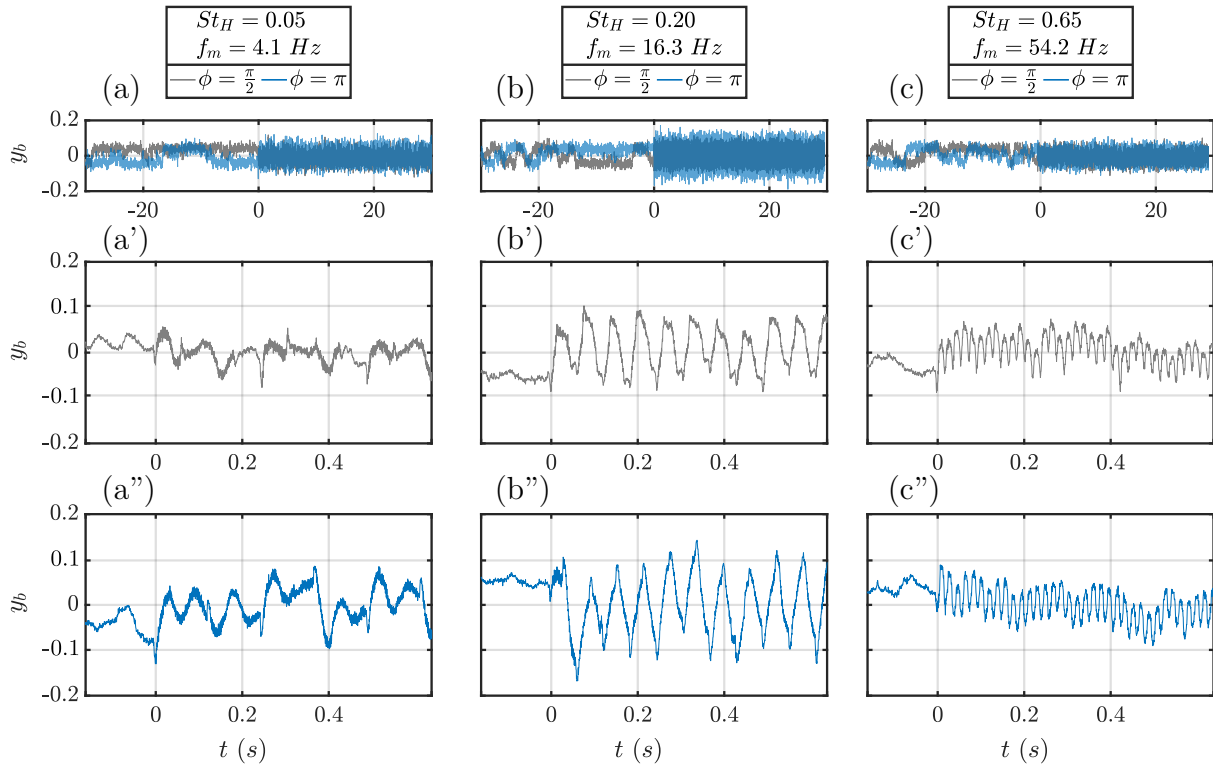 St_H = 0.05
f_m = 4.1 Hz
ϕ = π/2 ϕ = π
St_H = 0.20
f_m = 16.3 Hz
ϕ = π/2 ϕ = π
St_H = 0.65
f_m = 54.2 Hz
ϕ = π/2 ϕ = π
(a) (b) (c)
y_b
0.2
0
-0.2
-20 0 20 -20 0 20 -20 0 20
(a') (b') (c')
y_b
0.2
0.1
0
-0.1
-0.2
0 0.2 0.4 0 0.2 0.4 0 0.2 0.4
(a") (b") (c")
y_b
0.2
0.1
0
-0.1
-0.2
0 0.2 0.4 0 0.2 0.4 0 0.2 0.4
t (s) t (s) t (s)